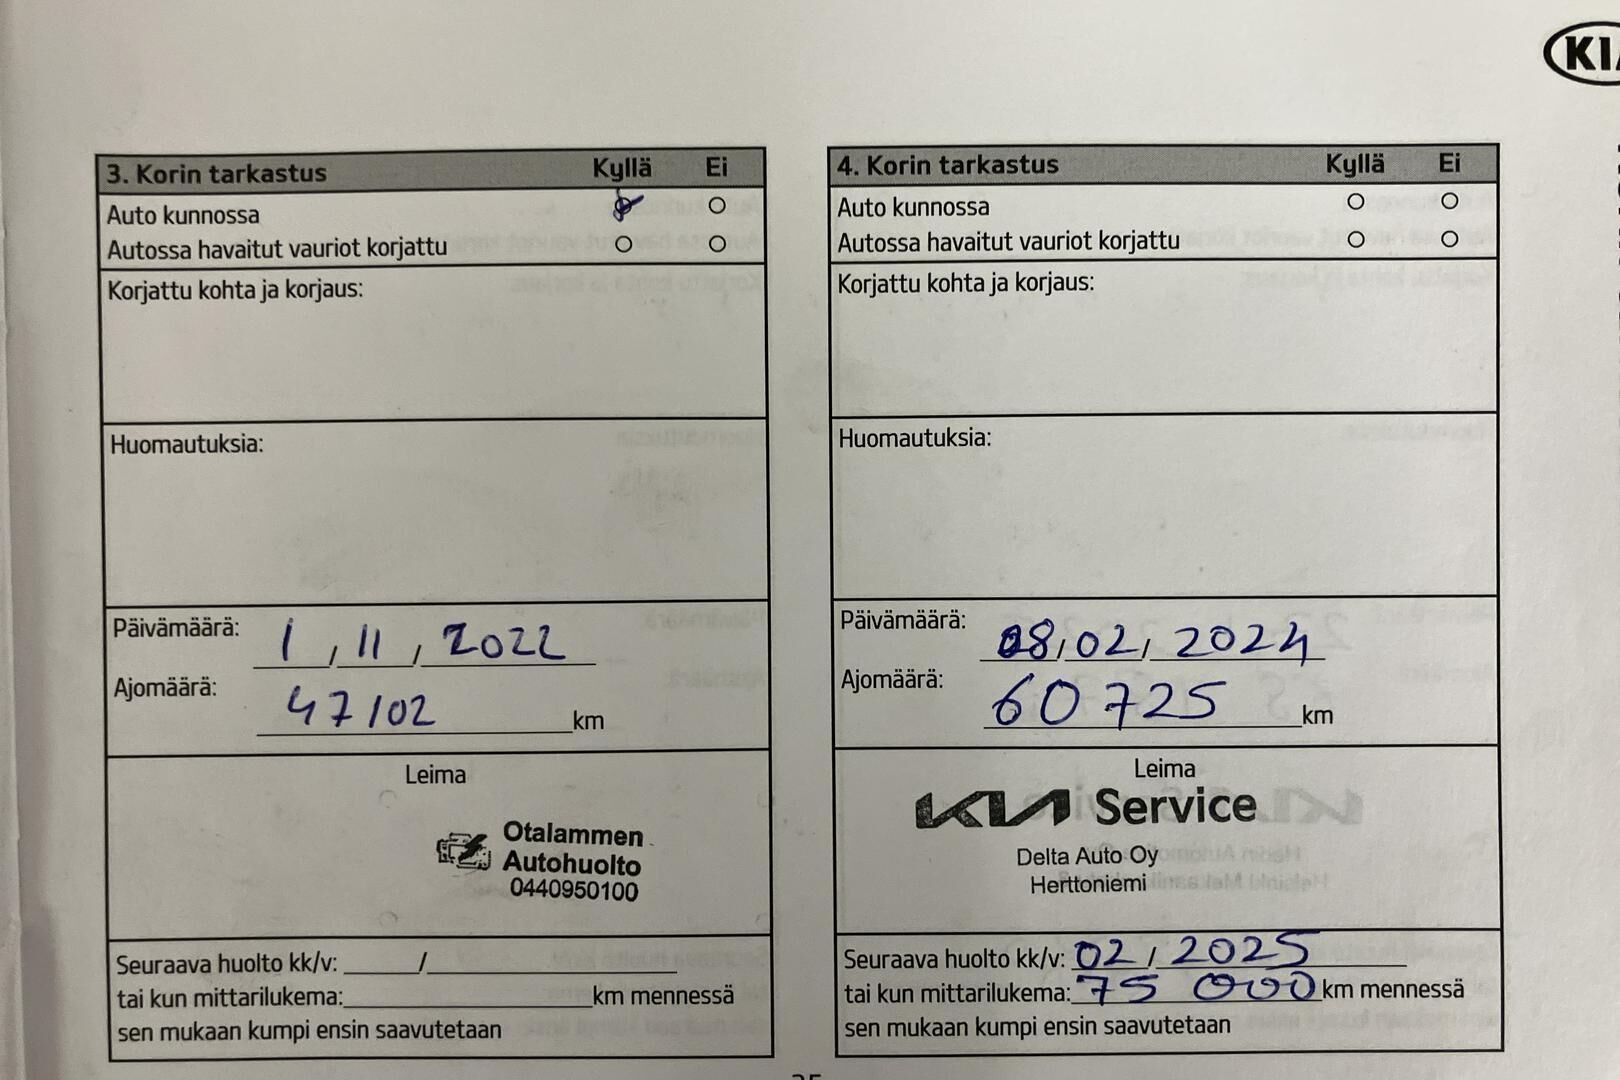 KIA
3. Korin tarkastus Kyllä Ei
Auto kunnossa
Autossa havaitut vauriot korjattu
Korjattu kohta ja korjaus:
Huomautuksia:
Päivämäärä: 1 , 11 , 2022
Ajomäärä: 47102 km
Leima
Otalammen
Autohuolto
0440950100
Seuraava huolto kk/v: /
tai kun mittarilukema: km mennessä
sen mukaan kumpi ensin saavutetaan
4. Korin tarkastus Kyllä Ei
Auto kunnossa
Autossa havaitut vauriot korjattu
Korjattu kohta ja korjaus:
Huomautuksia:
Päivämäärä: 08, 02, 2024
Ajomäärä: 60 725 km
Leima
KIA Service
Delta Auto Oy
Herttoniemi
Seuraava huolto kk/v: 02 / 2025
tai kun mittarilukema: 75 000 km mennessä
sen mukaan kumpi ensin saavutetaan